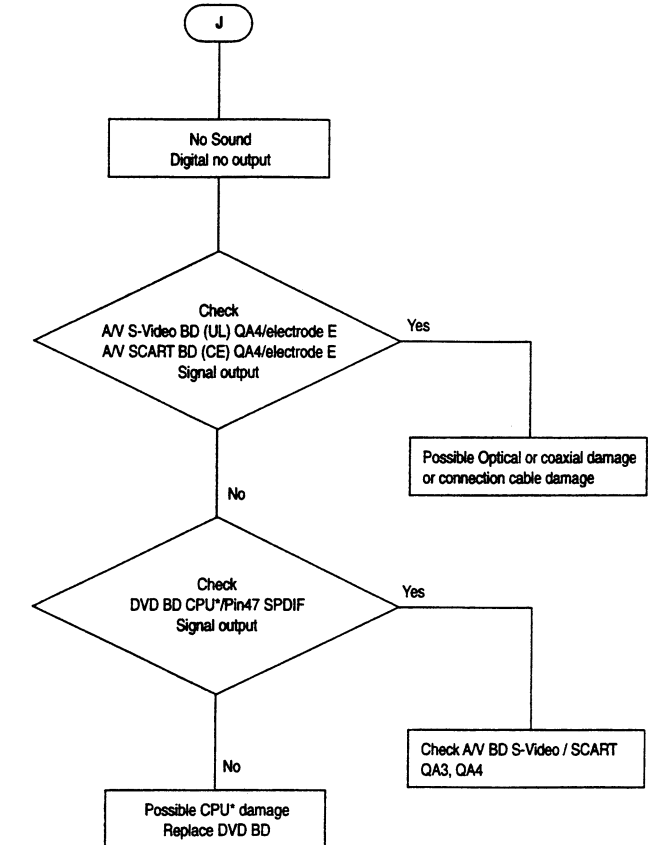 J
No Sound
Digital no output
Check
A/V S-Video BD (UL) QA4/electrode E
A/V SCART BD (CE) QA4/electrode E
Signal output
Yes
Possible Optical or coaxial damage
or connection cable damage
No
Check
DVD BD CPU*/Pin47 SPDIF
Signal output
Yes
Check A/V BD S-Video / SCART
QA3, QA4
No
Possible CPU* damage
Replace DVD BD